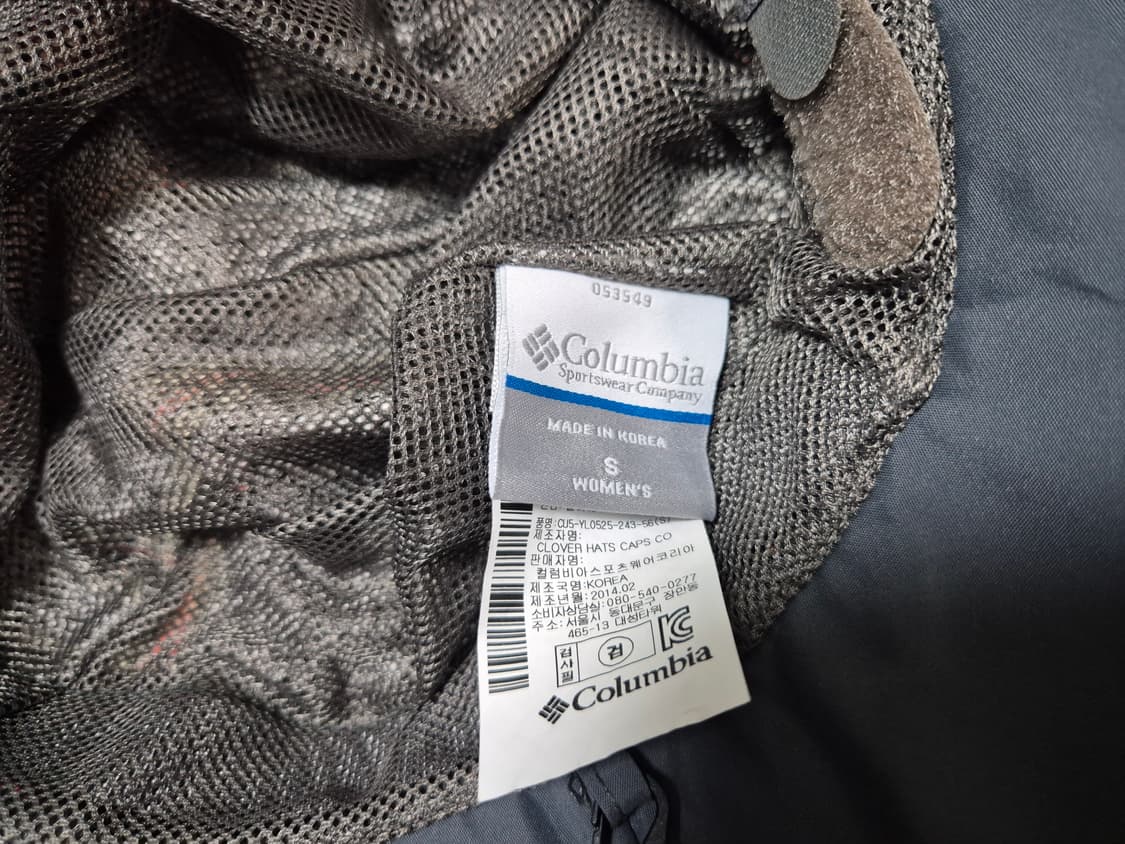 053549
Columbia
Sportswear Company
MADE IN KOREA
S
WOMEN'S
품명:CU5-YL0525-243-56(S)
제조자명:
CLOVER HATS CAPS CO
판매자명:
컬럼비아스포츠웨어코리아
제조국명:KOREA
제조년월:2014.02
소비자상담실:080-540-0277
주소:서울시 동대문구 장안동
465-13 대성타워
검사필
검
KC
Columbia